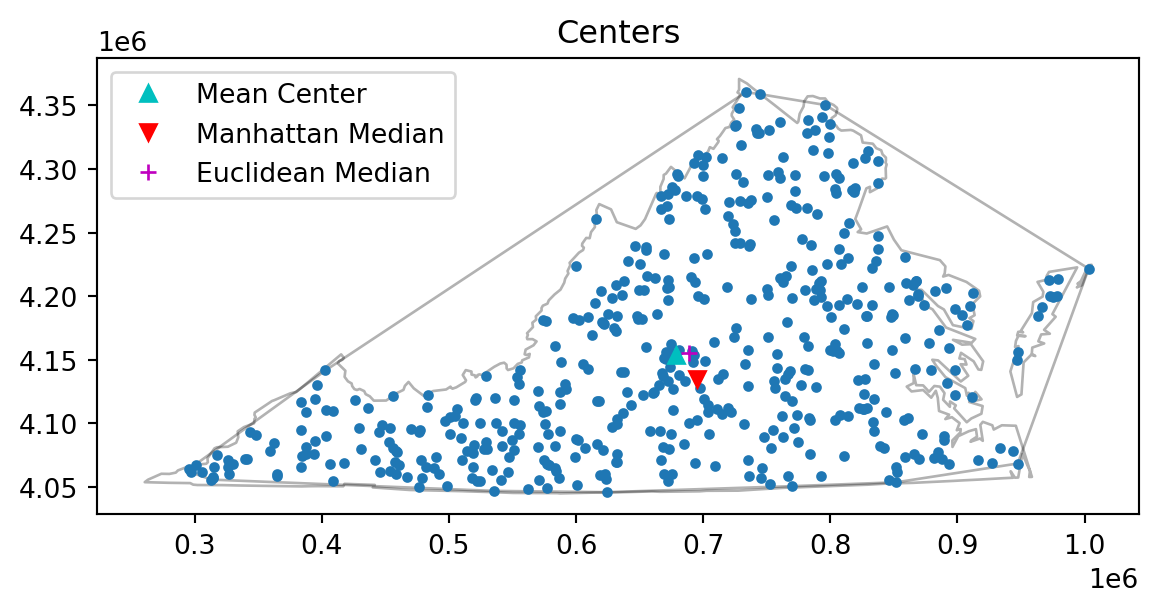 Centers
1e6
Mean Center
Manhattan Median
Euclidean Median
4.35
4.30
4.25
4.20
4.15
4.10
4.05
0.3 0.4 0.5 0.6 0.7 0.8 0.9 1.0
1e6